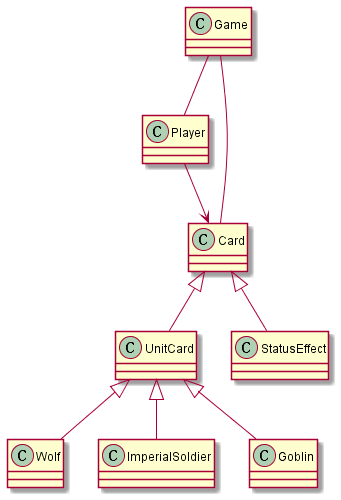 C Game
C Player
C Card
C UnitCard
C StatusEffect
C Wolf
C ImperialSoldier
C Goblin